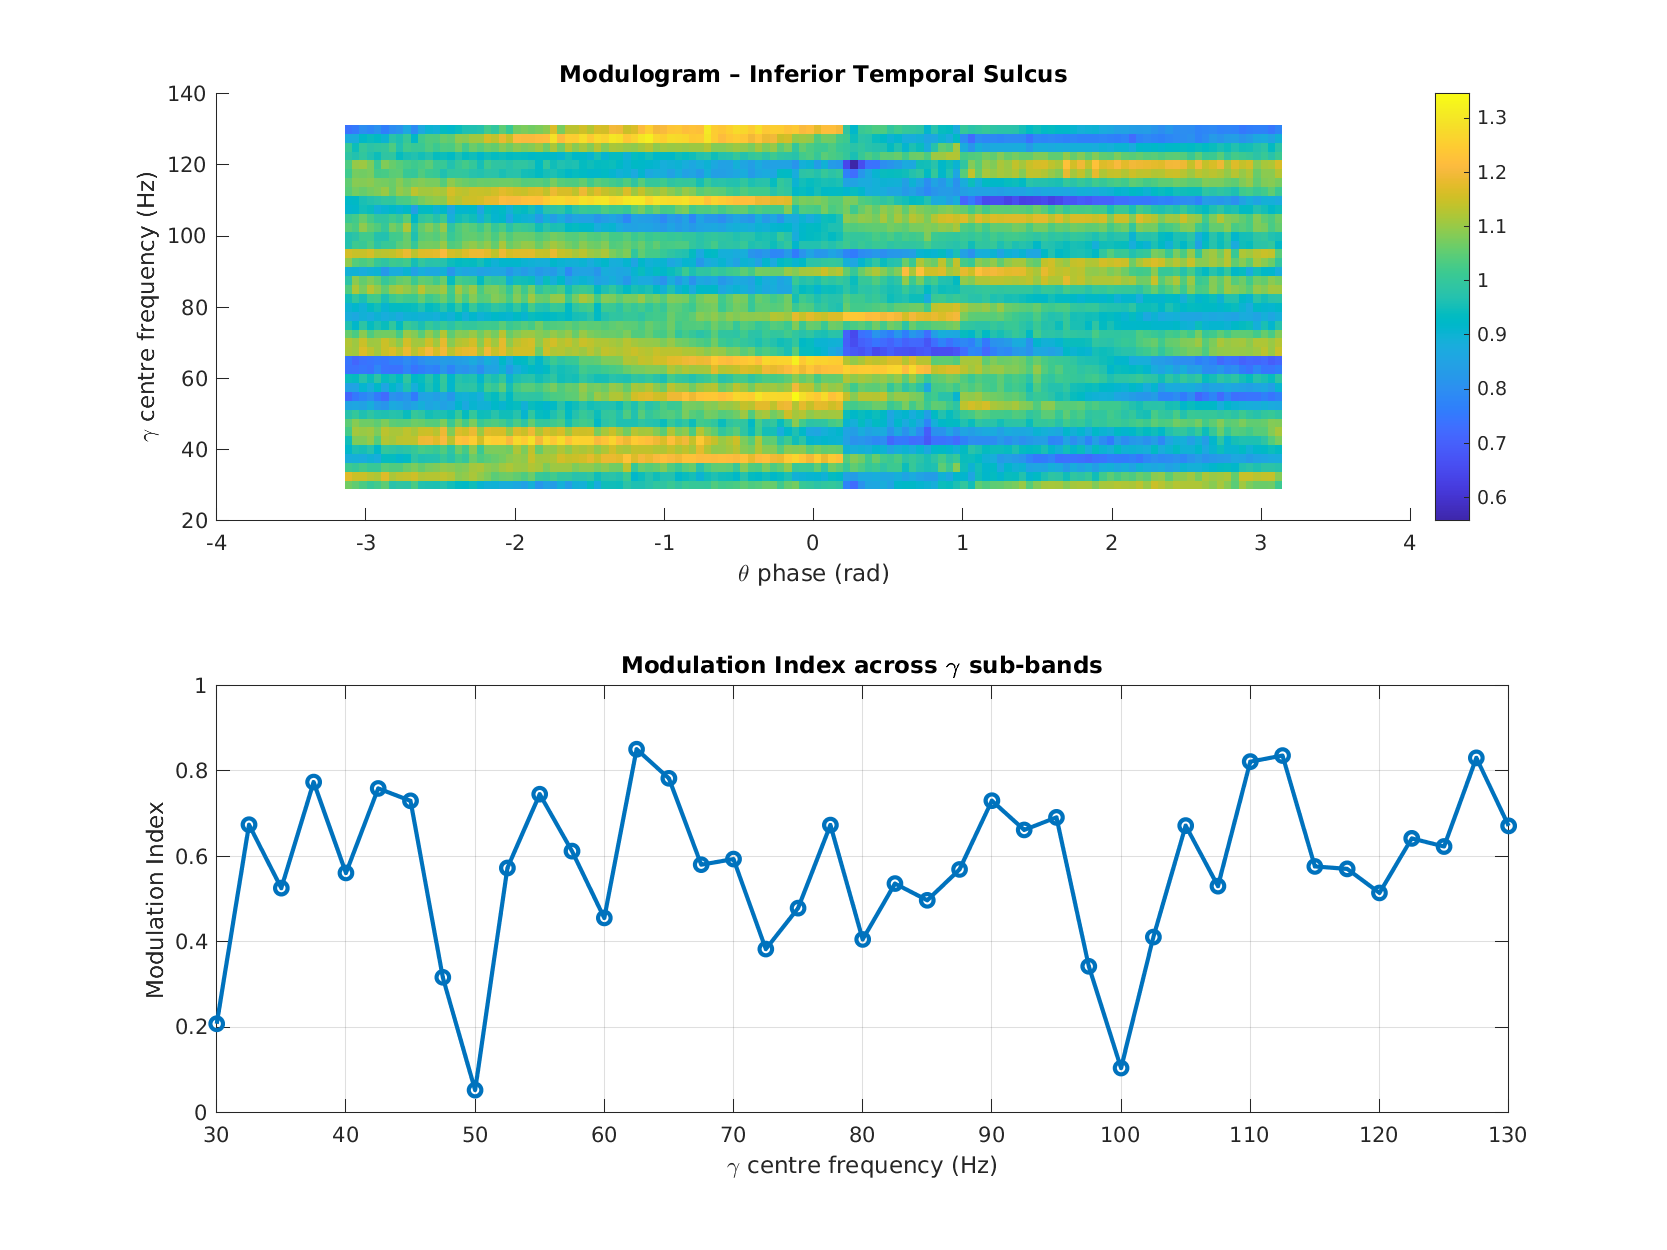 Modulogram – Inferior Temporal Sulcus
140
120
100
80
60
40
20
γ centre frequency (Hz)
-4 -3 -2 -1 0 1 2 3 4
θ phase (rad)
1.3
1.2
1.1
1
0.9
0.8
0.7
0.6
Modulation Index across γ sub-bands
1
0.8
0.6
0.4
0.2
0
Modulation Index
30 40 50 60 70 80 90 100 110 120 130
γ centre frequency (Hz)